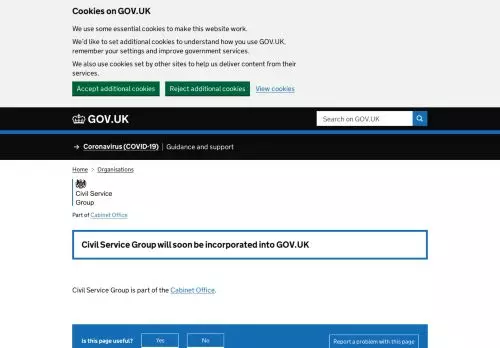 Cookies on GOV.UK
We use some essential cookies to make this website work.
We'd like to set additional cookies to understand how you use GOV.UK,
remember your settings and improve government services.
We also use cookies set by other sites to help us deliver content from their
services.
Accept additional cookies Reject additional cookies View cookies
GOV.UK Search on GOV.UK
→ Coronavirus (COVID-19) Guidance and support
Home > Organisations
Civil Service
Group
Part of Cabinet Office
Civil Service Group will soon be incorporated into GOV.UK
Civil Service Group is part of the Cabinet Office.
Is this page useful? Yes No Report a problem with this page